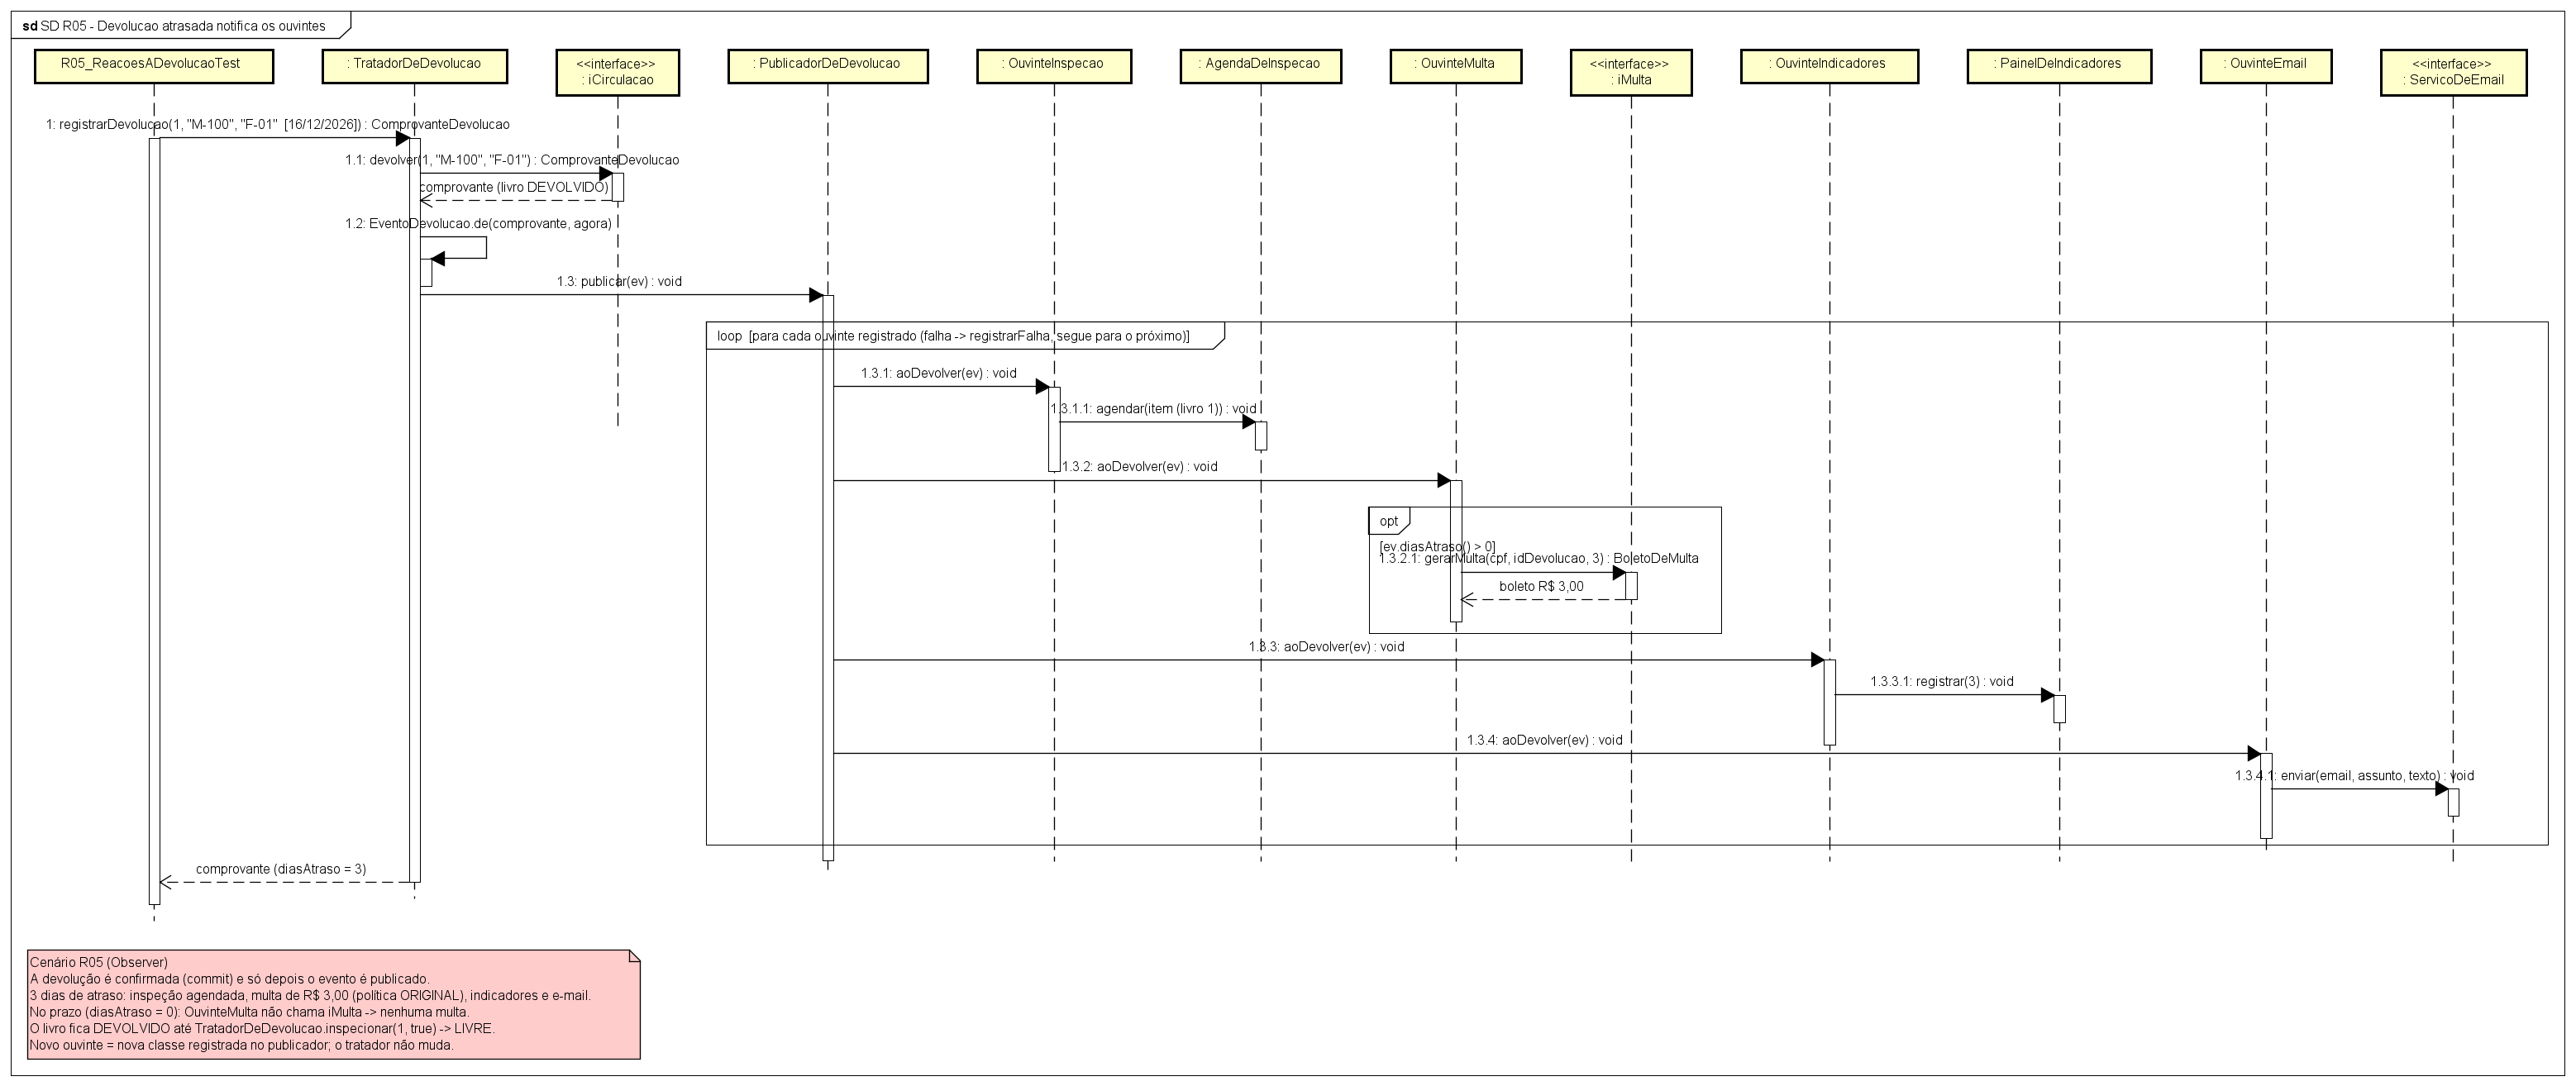 sd SD R05 - Devolucao atrasada notifica os ouvintes
R05_ReacoesADevolucaoTest
: TratadorDeDevolucao
<<interface>>
: iCirculacao
: PublicadorDeDevolucao
: OuvinteInspecao
: AgendaDeInspecao
: OuvinteMulta
<<interface>>
: iMulta
: OuvinteIndicadores
: PainelDeIndicadores
: OuvinteEmail
<<interface>>
: ServicoDeEmail
1: registrarDevolucao(1, "M-100", "F-01" [16/12/2026]) : ComprovanteDevolucao
1.1: devolver(1, "M-100", "F-01") : ComprovanteDevolucao
comprovante (livro DEVOLVIDO)
1.2: EventoDevolucao.de(comprovante, agora)
1.3: publicar(ev) : void
loop [para cada ouvinte registrado (falha -> registrarFalha, segue para o próximo)]
1.3.1: aoDevolver(ev) : void
1.3.1.1: agendar(item (livro 1)) : void
1.3.2: aoDevolver(ev) : void
opt
[ev.diasAtraso() > 0]
1.3.2.1: gerarMulta(cpf, idDevolucao, 3) : BoletoDeMulta
boleto R$ 3,00
1.3.3: aoDevolver(ev) : void
1.3.3.1: registrar(3) : void
1.3.4: aoDevolver(ev) : void
1.3.4.1: enviar(email, assunto, texto) : void
comprovante (diasAtraso = 3)
Cenário R05 (Observer)
A devolução é confirmada (commit) e só depois o evento é publicado.
3 dias de atraso: inspeção agendada, multa de R$ 3,00 (política ORIGINAL), indicadores e e-mail.
No prazo (diasAtraso = 0): OuvinteMulta não chama iMulta -> nenhuma multa.
O livro fica DEVOLVIDO até TratadorDeDevolucao.inspecionar(1, true) -> LIVRE.
Novo ouvinte = nova classe registrada no publicador; o tratador não muda.